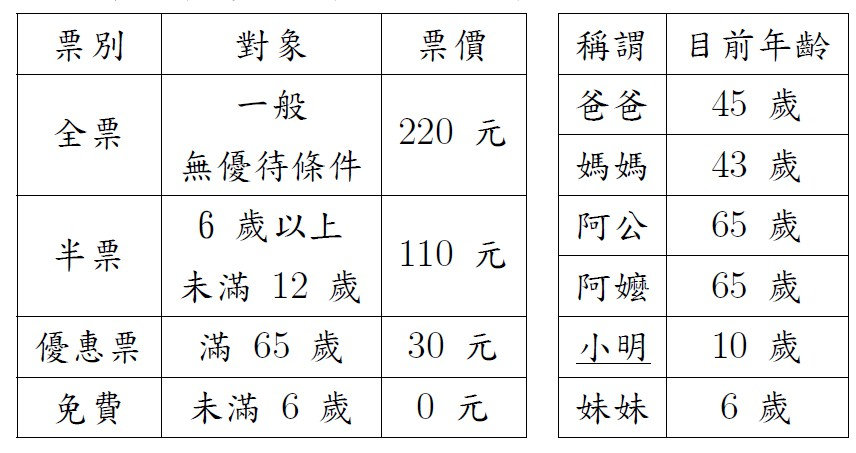 票別 對象 票價
全票 一般 220 元
無優待條件
半票 6 歲以上 110 元
未滿 12 歲
優惠票 滿 65 歲 30 元
免費 未滿 6 歲 0 元
稱謂 目前年齡
爸爸 45 歲
媽媽 43 歲
阿公 65 歲
阿嬤 65 歲
小明 10 歲
妹妹 6 歲